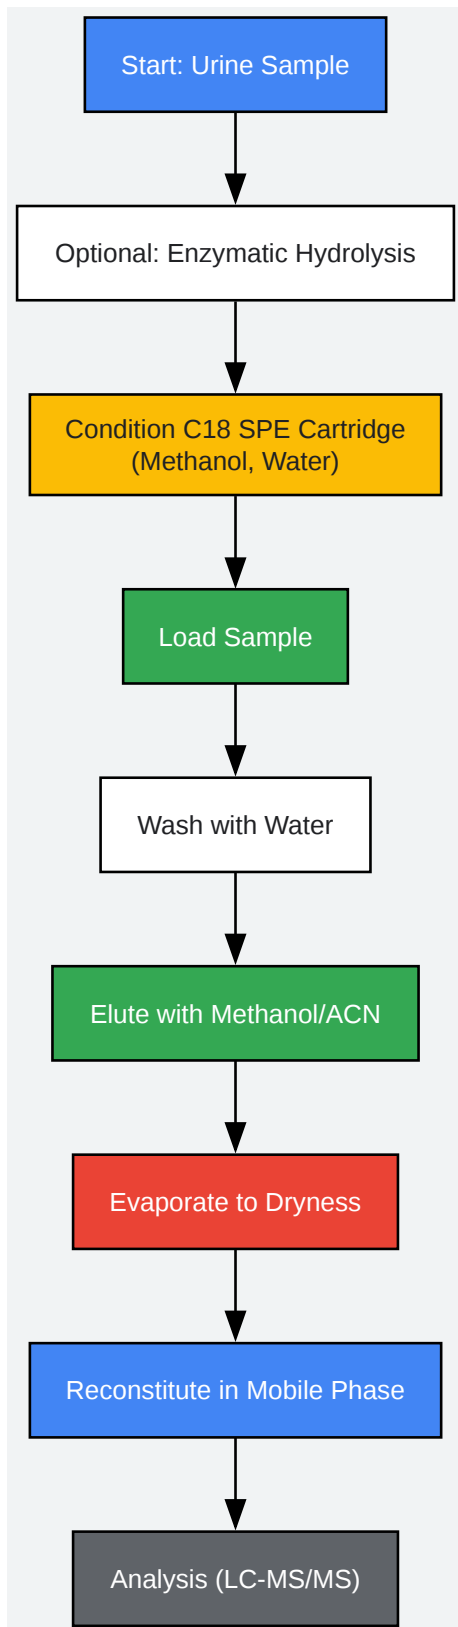 Start: Urine Sample
Optional: Enzymatic Hydrolysis
Condition C18 SPE Cartridge
(Methanol, Water)
Load Sample
Wash with Water
Elute with Methanol/ACN
Evaporate to Dryness
Reconstitute in Mobile Phase
Analysis (LC-MS/MS)